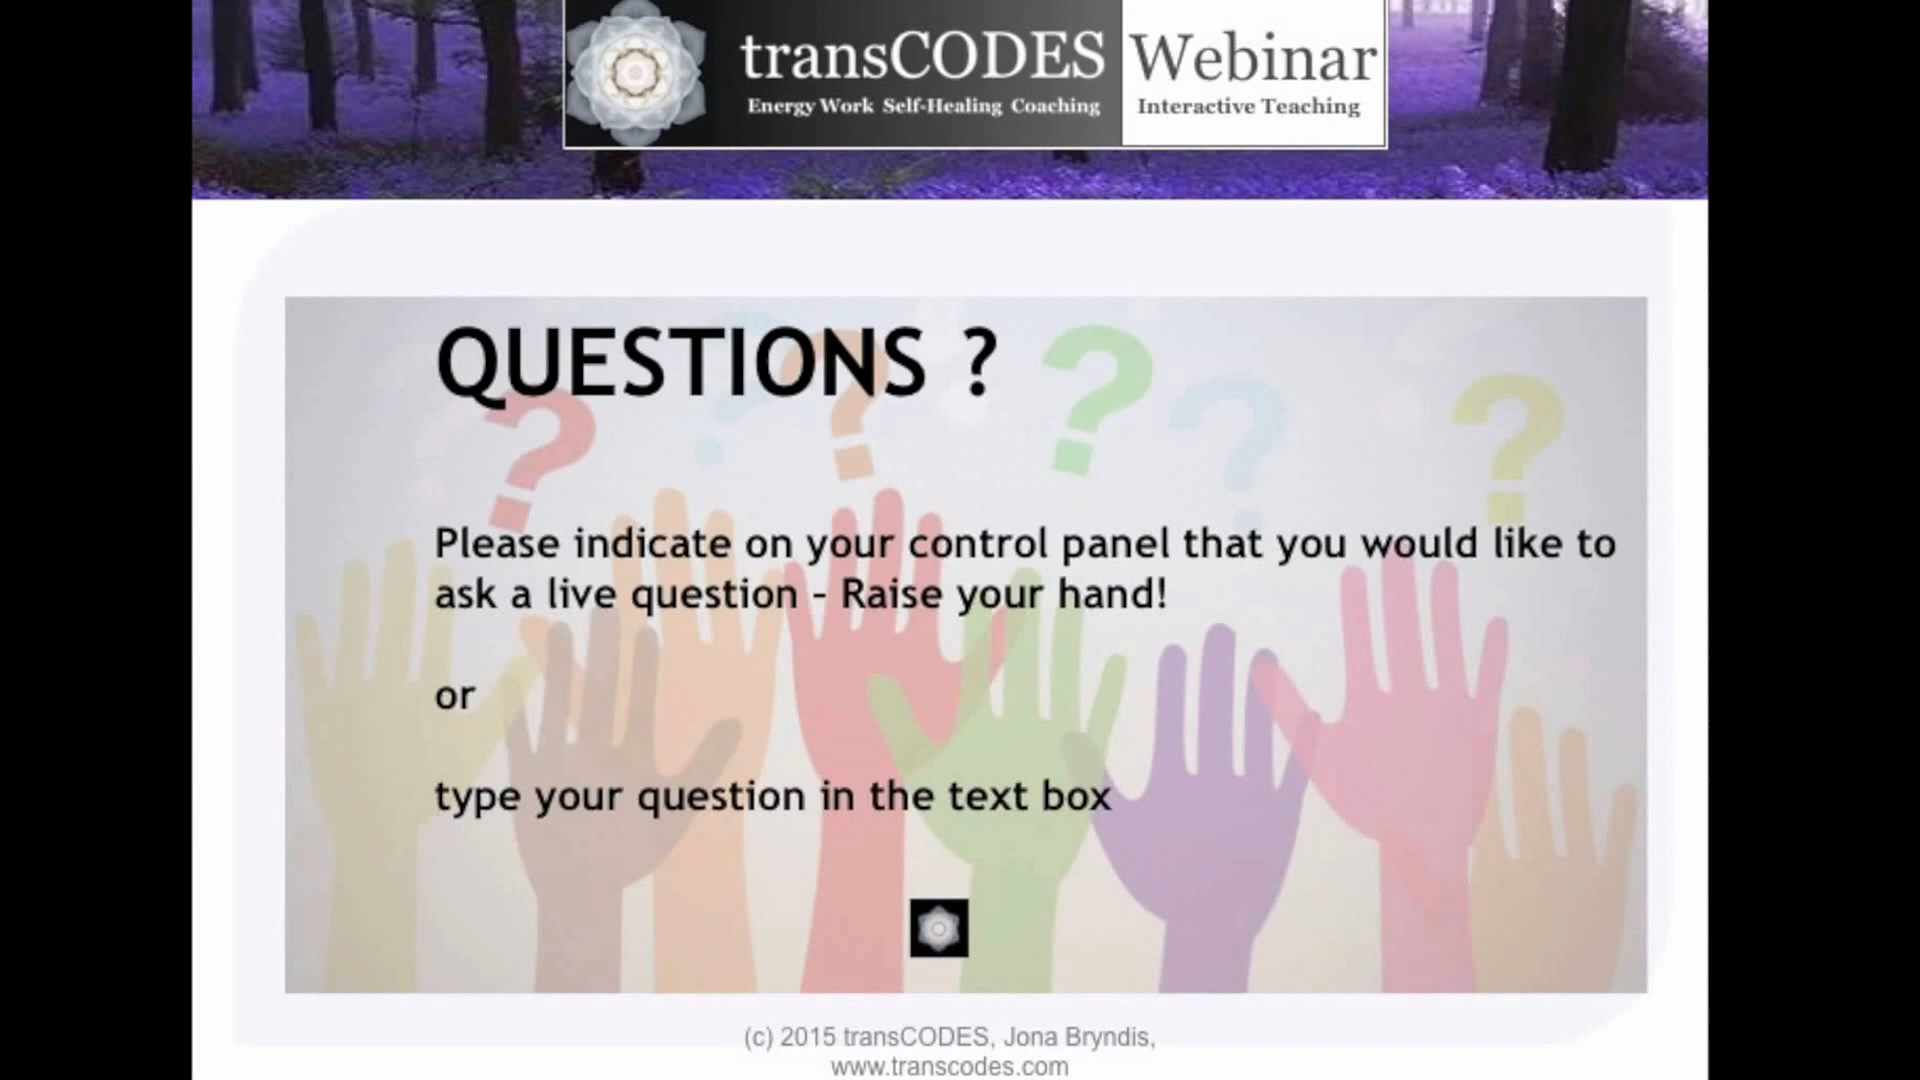 transCODES
Energy Work Self-Healing Coaching
Webinar
Interactive Teaching
QUESTIONS ?
Please indicate on your control panel that you would like to
ask a live question – Raise your hand!
or
type your question in the text box
(c) 2015 transCODES, Jona Bryndis,
www.transcodes.com